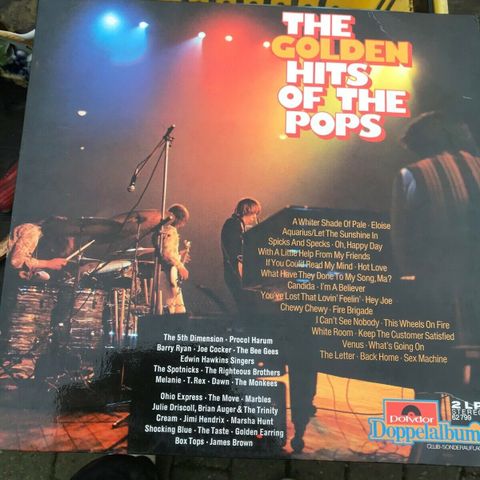 THE
GOLDEN
HITS
OF THE
POPS
A Whiter Shade Of Pale · Eloise
Aquarius/Let The Sunshine In
Spicks And Specks · Oh, Happy Day
With A Little Help From My Friends
If You Could Read My Mind · Hot Love
What Have They Done To My Song, Ma?
Candida · I'm A Believer
You've Lost That Lovin' Feelin' · Hey Joe
Chewy Chewy · Fire Brigade
I Can't See Nobody · This Wheels On Fire
White Room · Keep The Customer Satisfied
Venus · What's Going On
The Letter · Back Home · Sex Machine
The 5th Dimension · Procol Harum
Barry Ryan · Joe Cocker · The Bee Gees
Edwin Hawkins Singers
The Spotnicks · The Righteous Brothers
Melanie · T. Rex · Dawn · The Monkees
Ohio Express · The Move · Marbles
Julie Driscoll, Brian Auger & The Trinity
Cream · Jimi Hendrix · Marsha Hunt
Shocking Blue · The Taste · Golden Earring
Box Tops · James Brown
2 LP
STEREO
62 799
polydor
Doppelalbum
CLUB-SONDERAUFLAGE